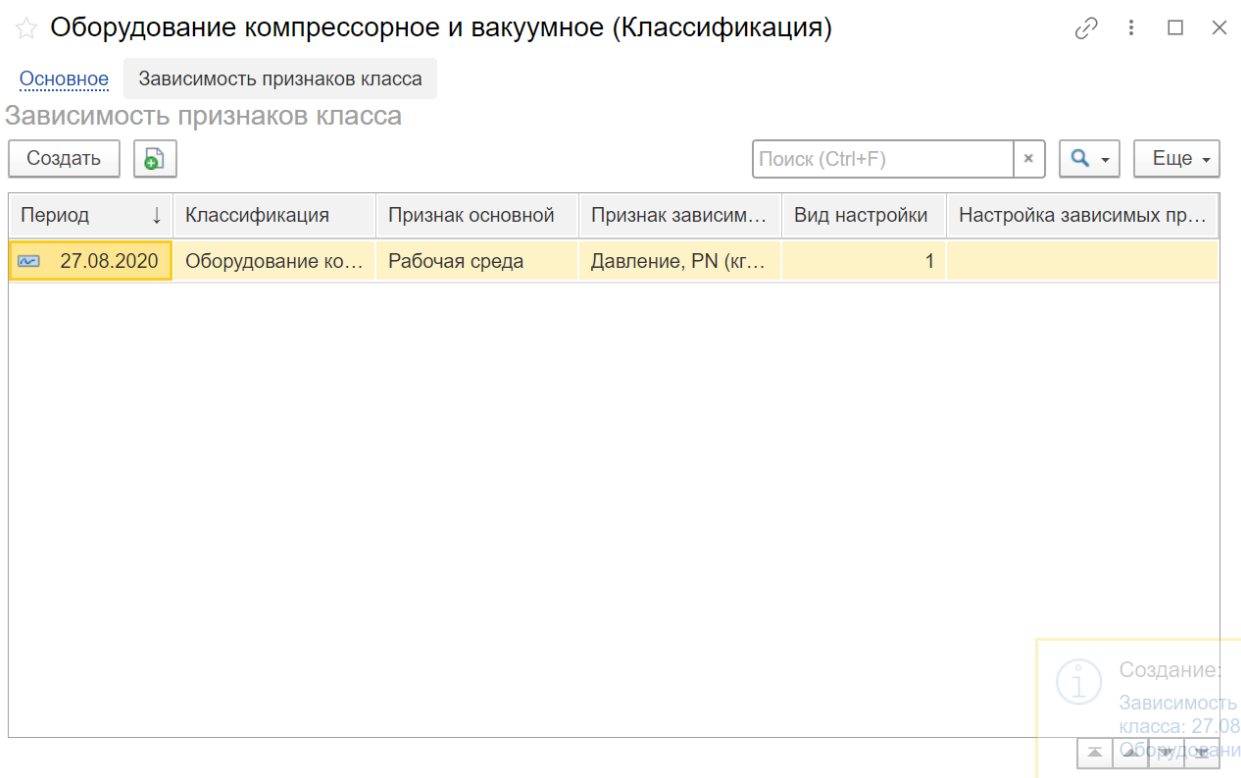 Оборудование компрессорное и вакуумное (Классификация)
Основное Зависимость признаков класса
Зависимость признаков класса
Создать Поиск (Ctrl+F) × Еще
Период ↓ Классификация Признак основной Признак зависим... Вид настройки Настройка зависимых пр...
27.08.2020 Оборудование ко... Рабочая среда Давление, PN (кг... 1
Создание:
Зависимость
класса: 27.08
Оборудовани